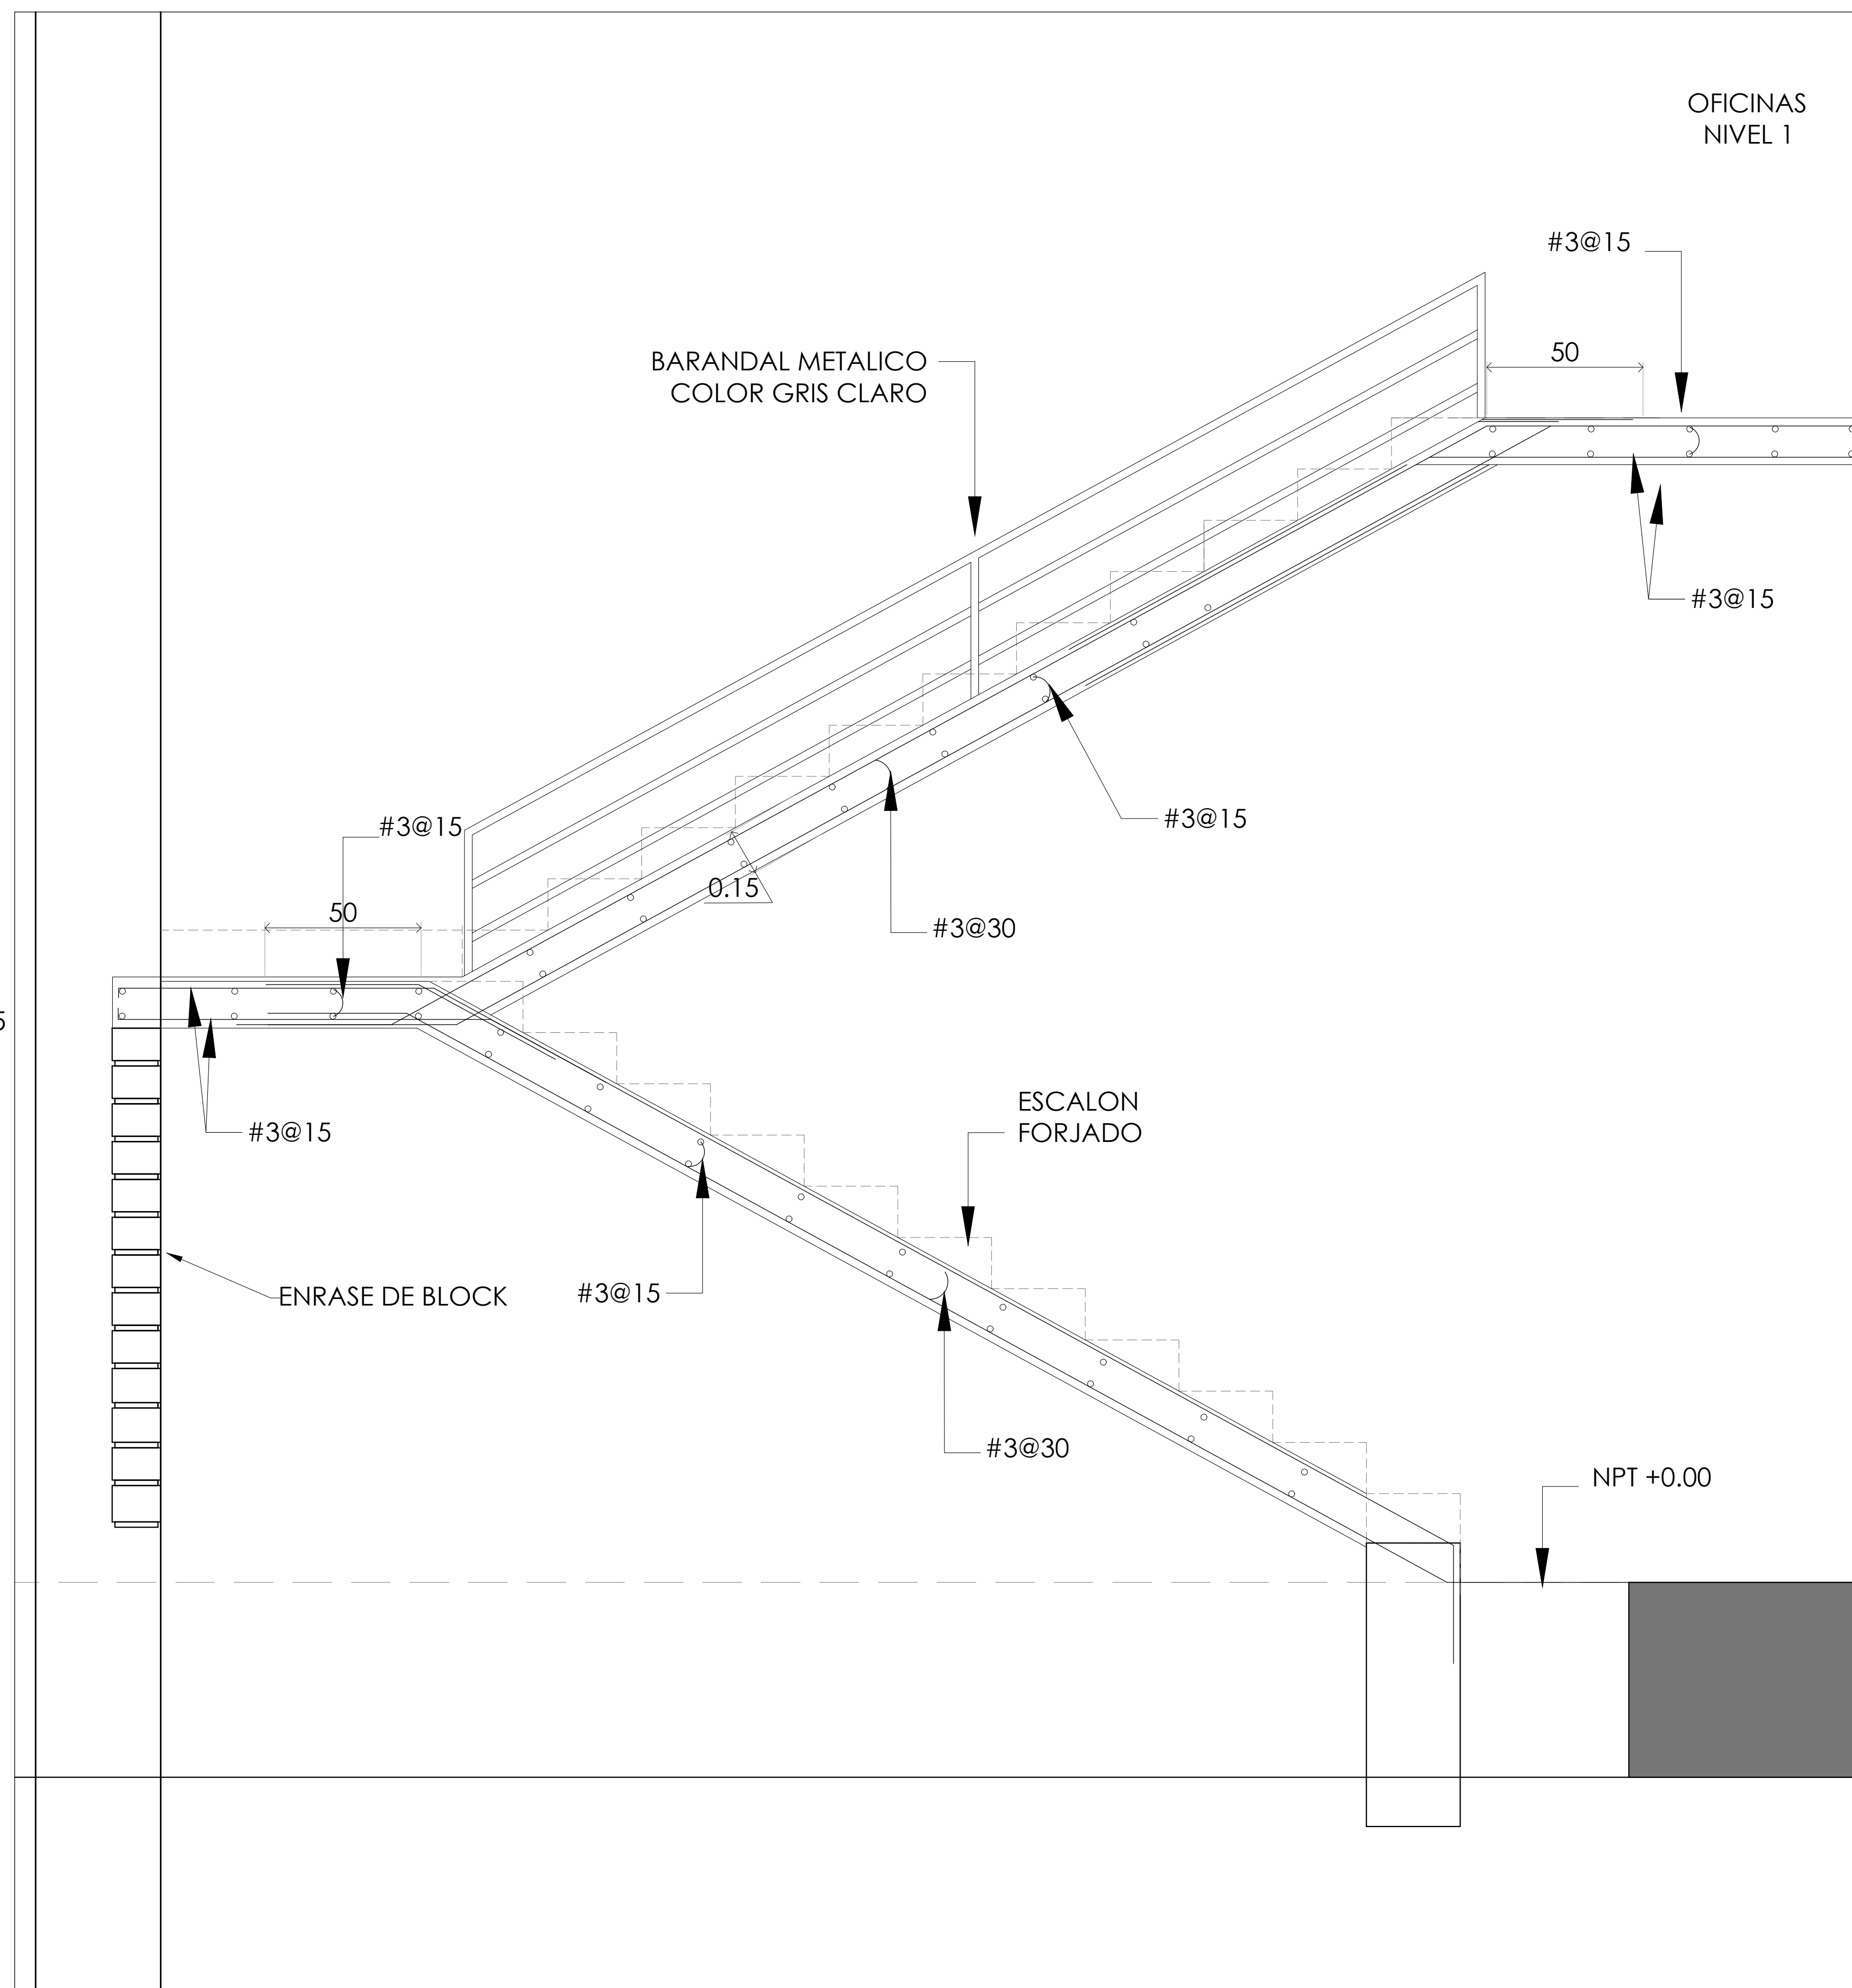 OFICINAS
NIVEL 1
#3@15
50
BARANDAL METALICO
COLOR GRIS CLARO
#3@15
#3@15
#3@15
0.15
50
#3@30
5
#3@15
ESCALON
FORJADO
ENRASE DE BLOCK
#3@15
#3@30
NPT +0.00